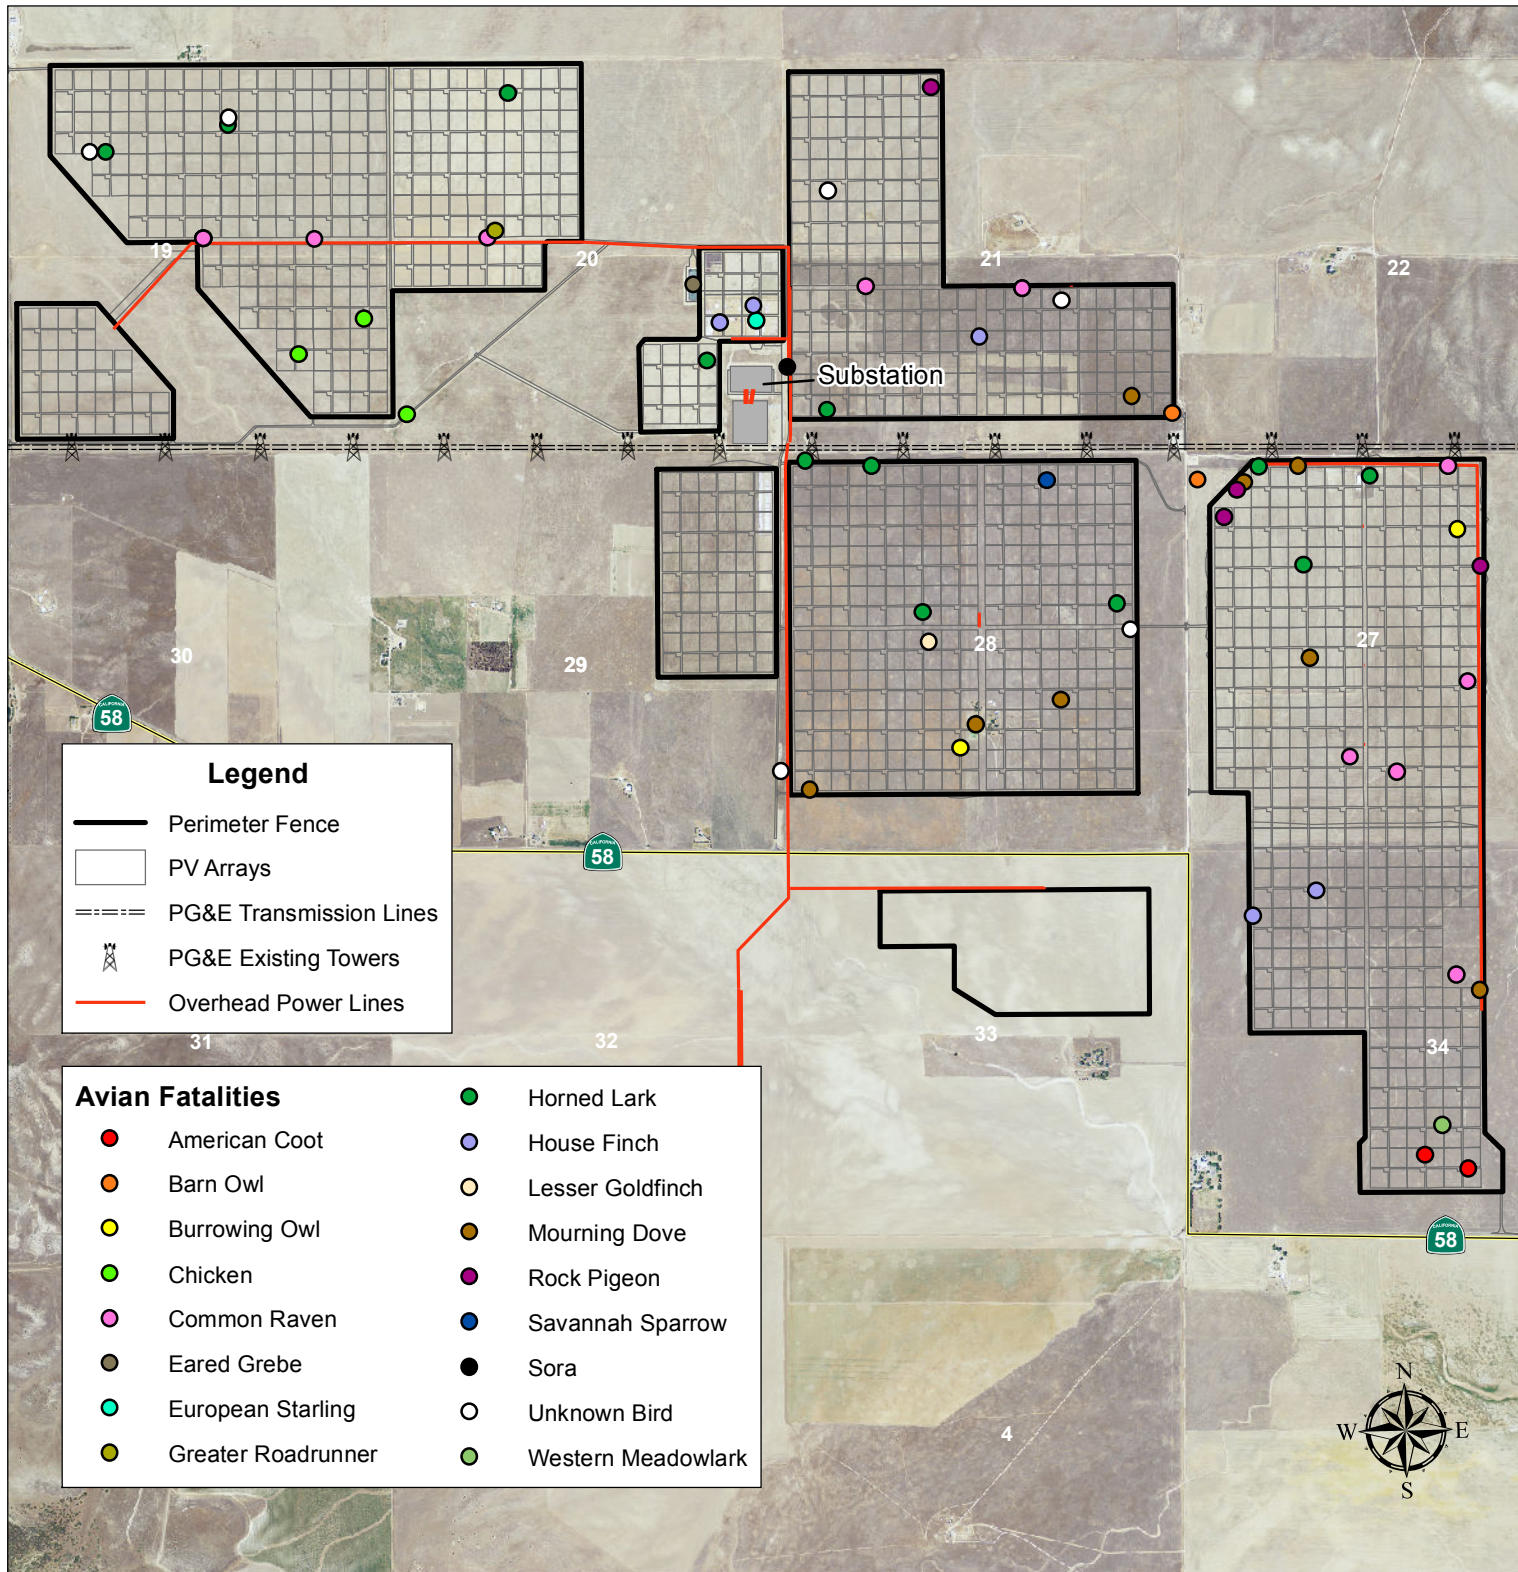 19
20
21
22
Substation
30
29
28
27
CALIFORNIA
58
Legend
Perimeter Fence
PV Arrays
PG&E Transmission Lines
PG&E Existing Towers
Overhead Power Lines
CALIFORNIA
58
31
32
33
34
Avian Fatalities
American Coot
Barn Owl
Burrowing Owl
Chicken
Common Raven
Eared Grebe
European Starling
Greater Roadrunner
Horned Lark
House Finch
Lesser Goldfinch
Mourning Dove
Rock Pigeon
Savannah Sparrow
Sora
Unknown Bird
Western Meadowlark
CALIFORNIA
58
4
N
W
E
S